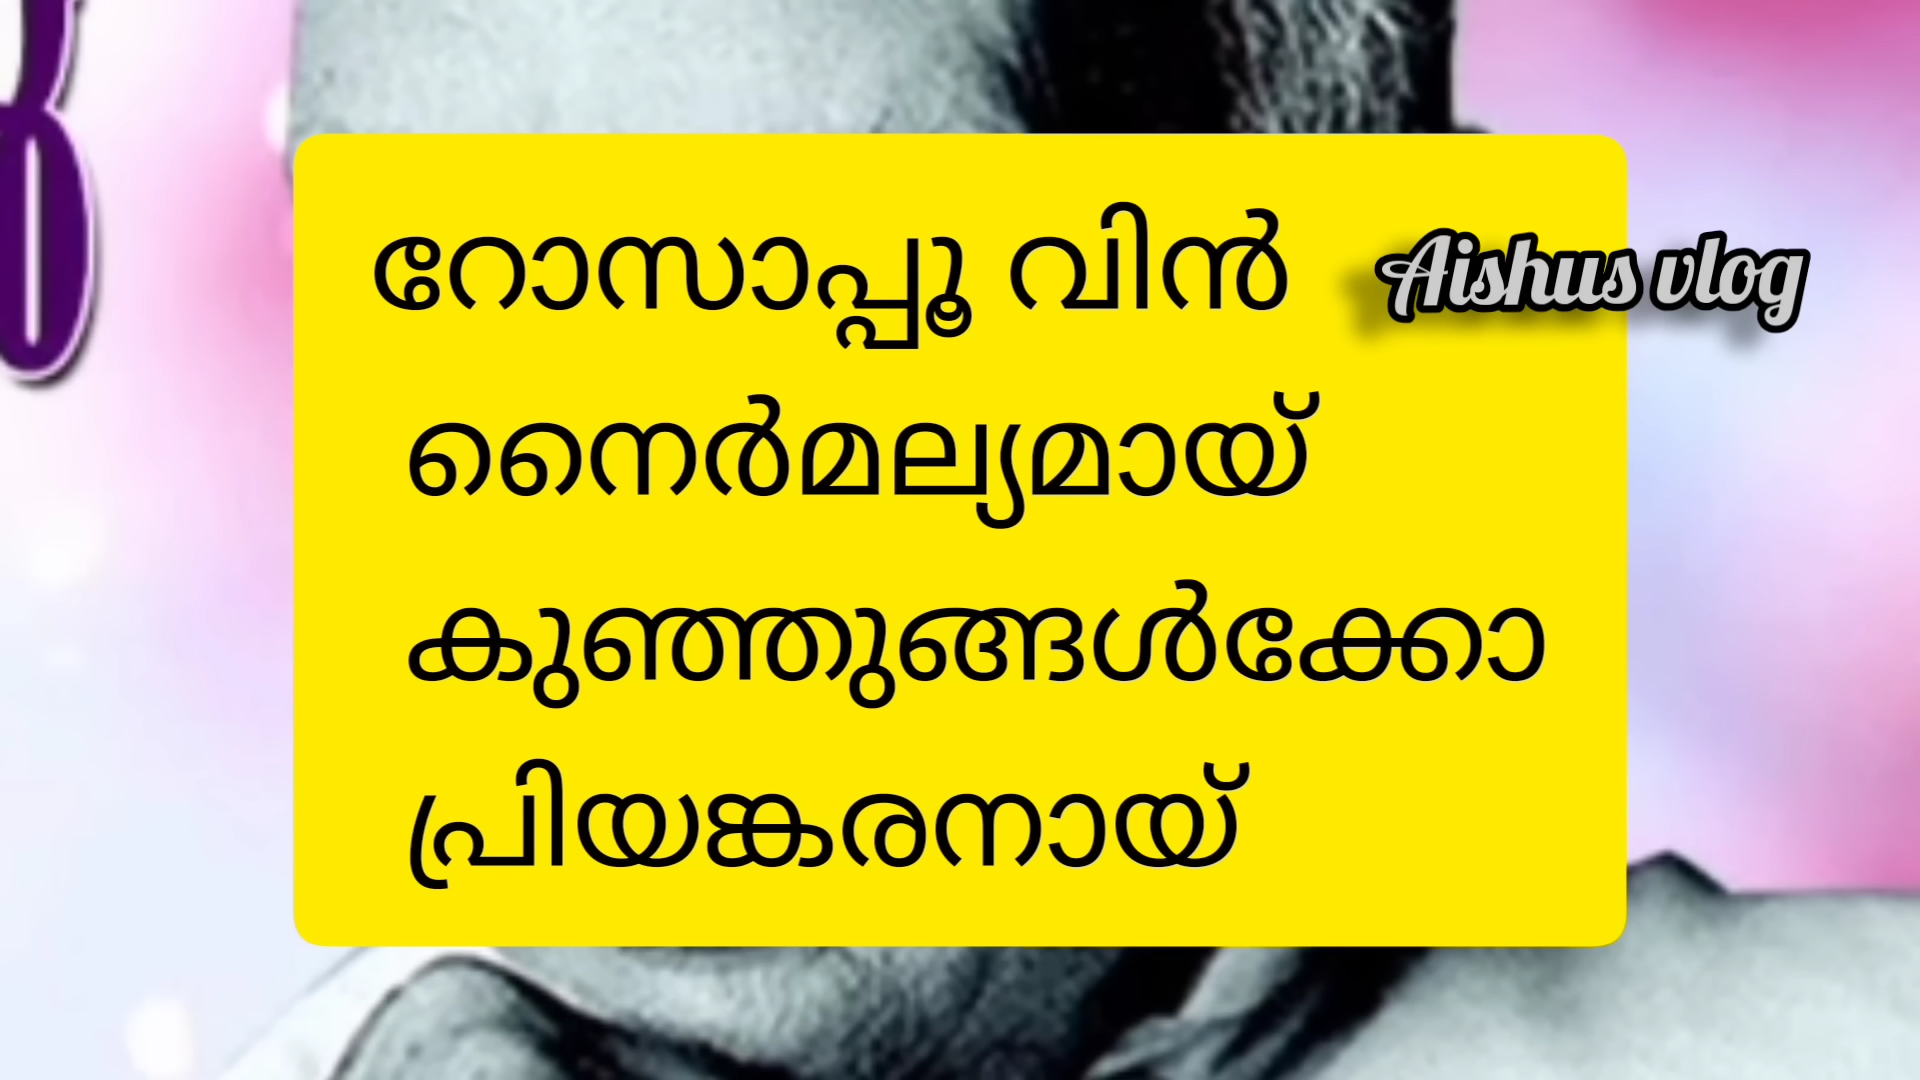 റോസാപ്പൂ വിൻ
Aishus vlog
നൈർമല്യമായ്
കുഞ്ഞുങ്ങൾക്കോ
പ്രിയങ്കരനായ്